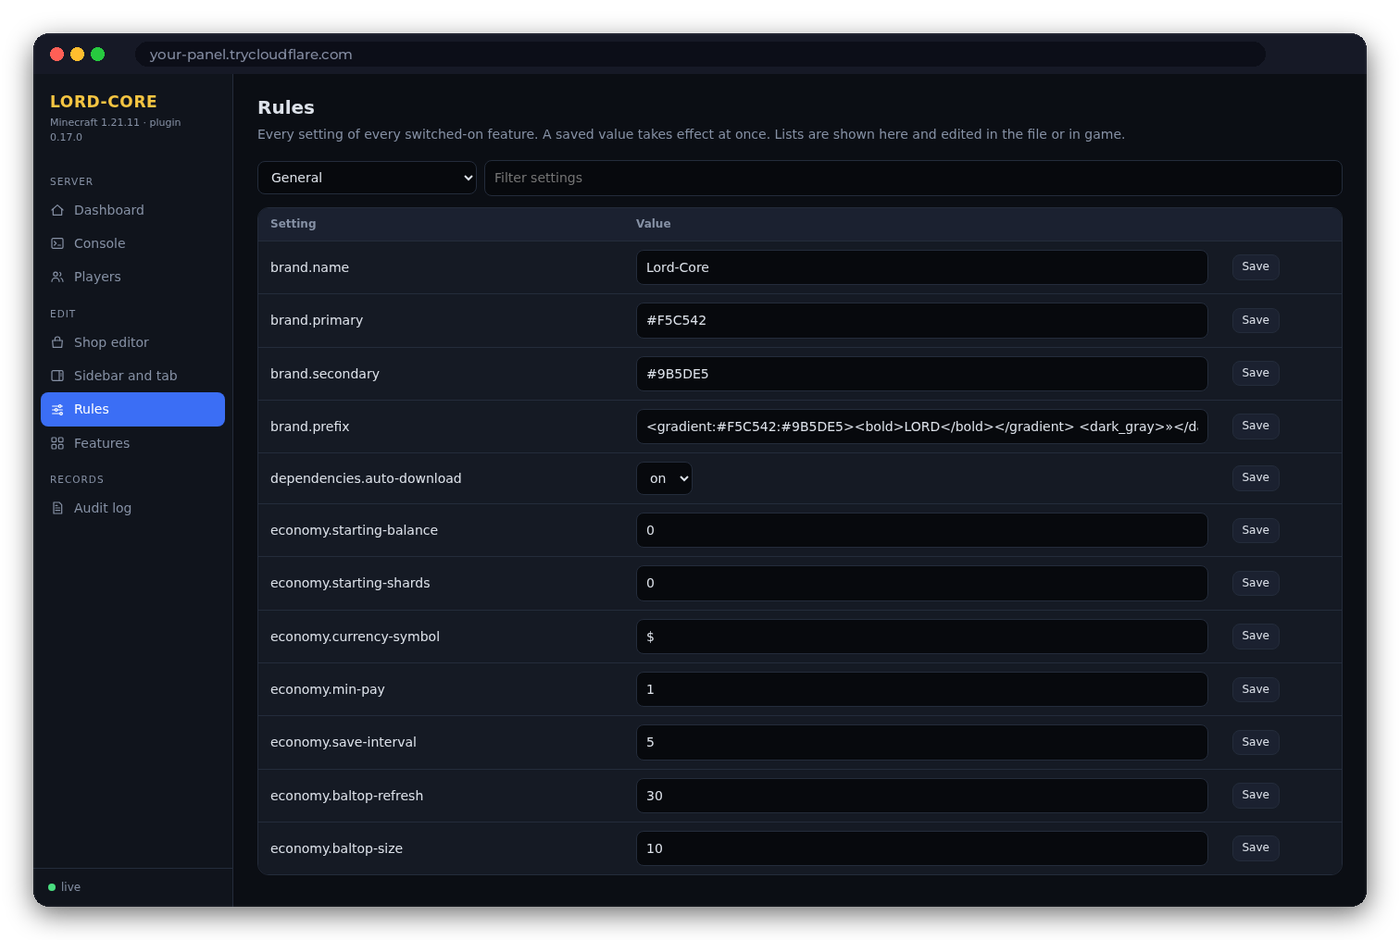 your-panel.trycloudflare.com
LORD-CORE
Minecraft 1.21.11 · plugin
0.17.0
SERVER
Dashboard
Console
Players
EDIT
Shop editor
Sidebar and tab
Rules
Features
RECORDS
Audit log
live
Rules
Every setting of every switched-on feature. A saved value takes effect at once. Lists are shown here and edited in the file or in game.
General Filter settings
Setting Value
brand.name Lord-Core Save
brand.primary #F5C542 Save
brand.secondary #9B5DE5 Save
brand.prefix <gradient:#F5C542:#9B5DE5><bold>LORD</bold></gradient> <dark_gray>»</da Save
dependencies.auto-download on Save
economy.starting-balance 0 Save
economy.starting-shards 0 Save
economy.currency-symbol $ Save
economy.min-pay 1 Save
economy.save-interval 5 Save
economy.baltop-refresh 30 Save
economy.baltop-size 10 Save